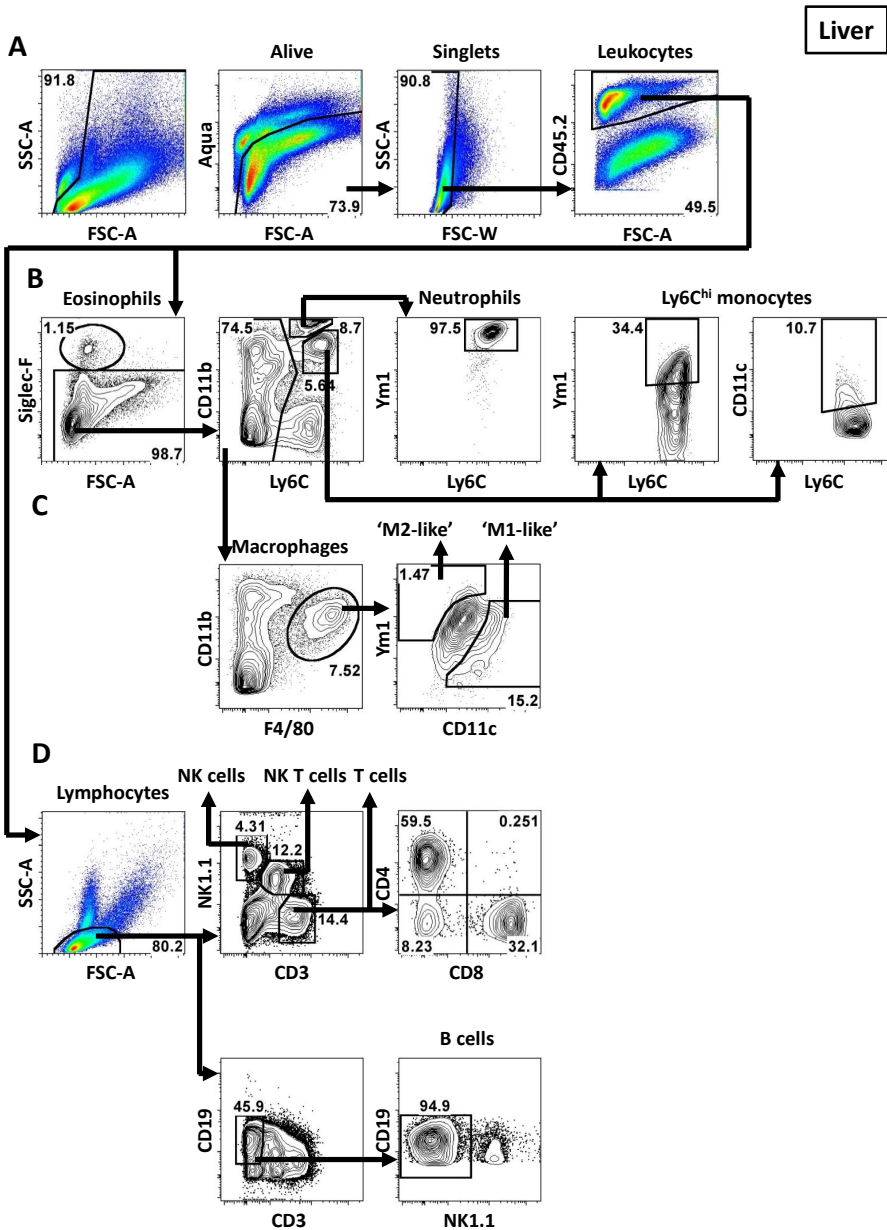 Liver
A
Alive
Singlets
Leukocytes
91.8
SSC-A
FSC-A
Aqua
73.9
FSC-A
90.8
SSC-A
FSC-W
CD45.2
49.5
FSC-A
B
Eosinophils
Neutrophils
Ly6Chi monocytes
1.15
Siglec-F
98.7
FSC-A
74.5
8.7
5.64
CD11b
Ly6C
97.5
Ym1
Ly6C
34.4
Ym1
Ly6C
10.7
CD11c
Ly6C
C
Macrophages
'M2-like'
'M1-like'
CD11b
7.52
F4/80
1.47
Ym1
15.2
CD11c
D
NK cells
NK T cells
T cells
Lymphocytes
SSC-A
80.2
FSC-A
4.31
12.2
NK1.1
14.4
CD3
59.5
0.251
CD4
8.23
32.1
CD8
B cells
45.9
CD19
CD3
94.9
CD19
NK1.1